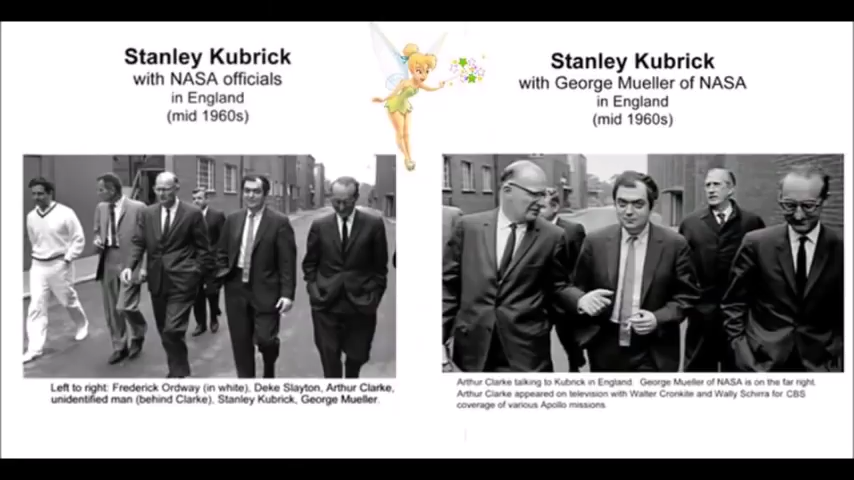 Stanley Kubrick
with NASA officials
in England
(mid 1960s)
Left to right: Frederick Ordway (in white), Deke Slayton, Arthur Clarke,
unidentified man (behind Clarke), Stanley Kubrick, George Mueller.
Stanley Kubrick
with George Mueller of NASA
in England
(mid 1960s)
Arthur Clarke talking to Kubrick in England. George Mueller of NASA is on the far right.
Arthur Clarke appeared on television with Walter Cronkite and Wally Schirra for CBS
coverage of various Apollo missions.